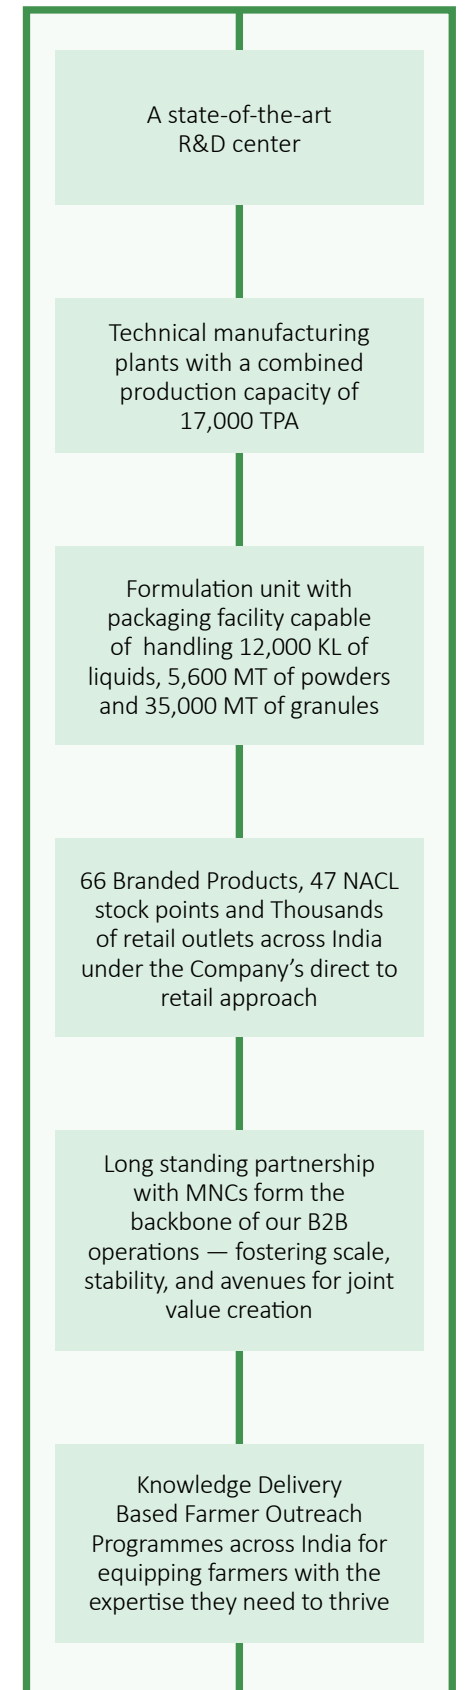 A state-of-the-art
R&D center
Technical manufacturing
plants with a combined
production capacity of
17,000 TPA
Formulation unit with
packaging facility capable
of handling 12,000 KL of
liquids, 5,600 MT of powders
and 35,000 MT of granules
66 Branded Products, 47 NACL
stock points and Thousands
of retail outlets across India
under the Company’s direct to
retail approach
Long standing partnership
with MNCs form the
backbone of our B2B
operations — fostering scale,
stability, and avenues for joint
value creation
Knowledge Delivery
Based Farmer Outreach
Programmes across India for
equipping farmers with the
expertise they need to thrive